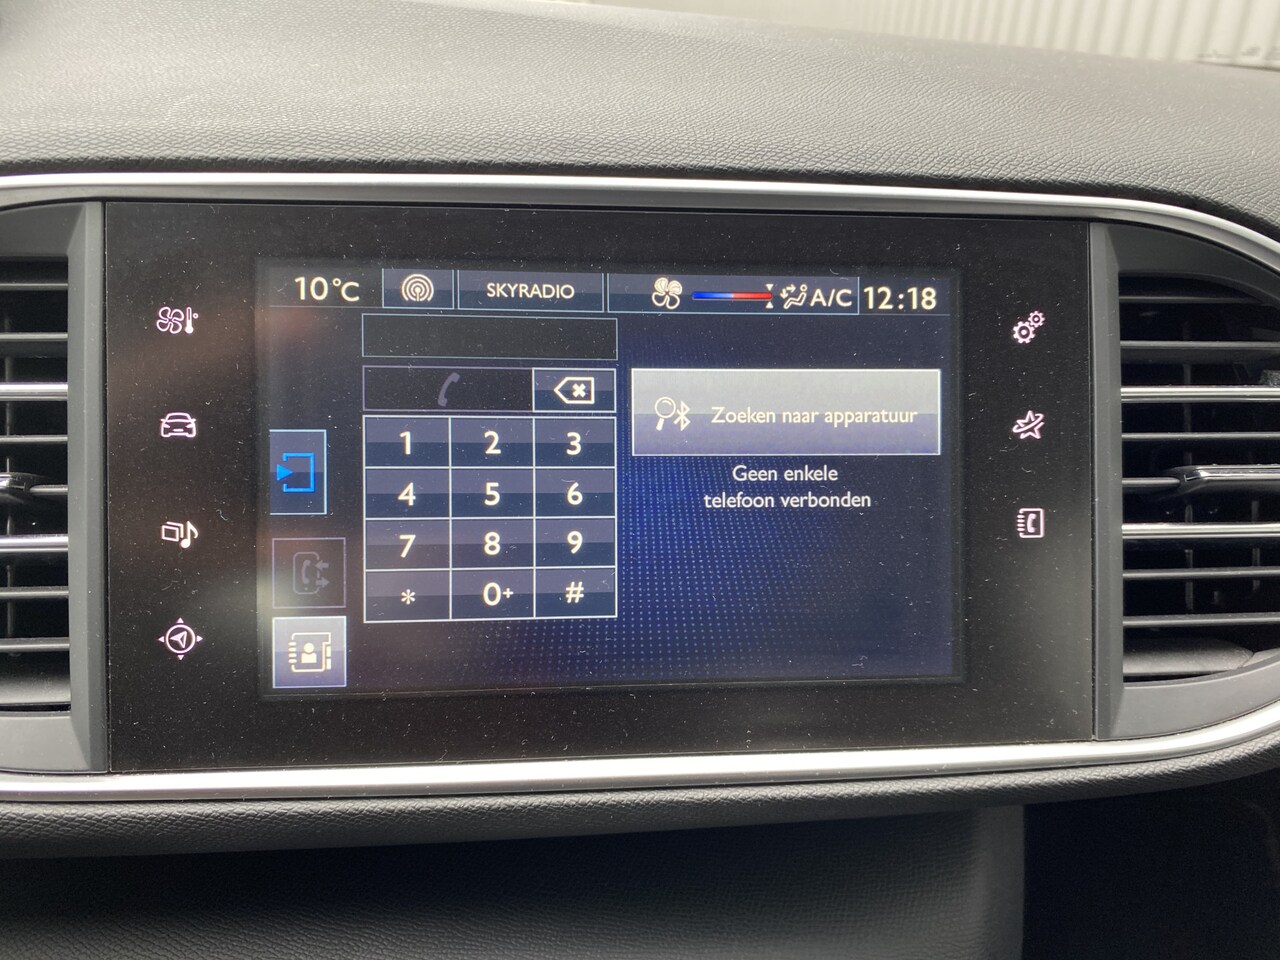 10°C SKYRADIO A/C 12:18
Zoeken naar apparatuur
Geen enkele
telefoon verbonden
1 2 3
4 5 6
7 8 9
* 0+ #